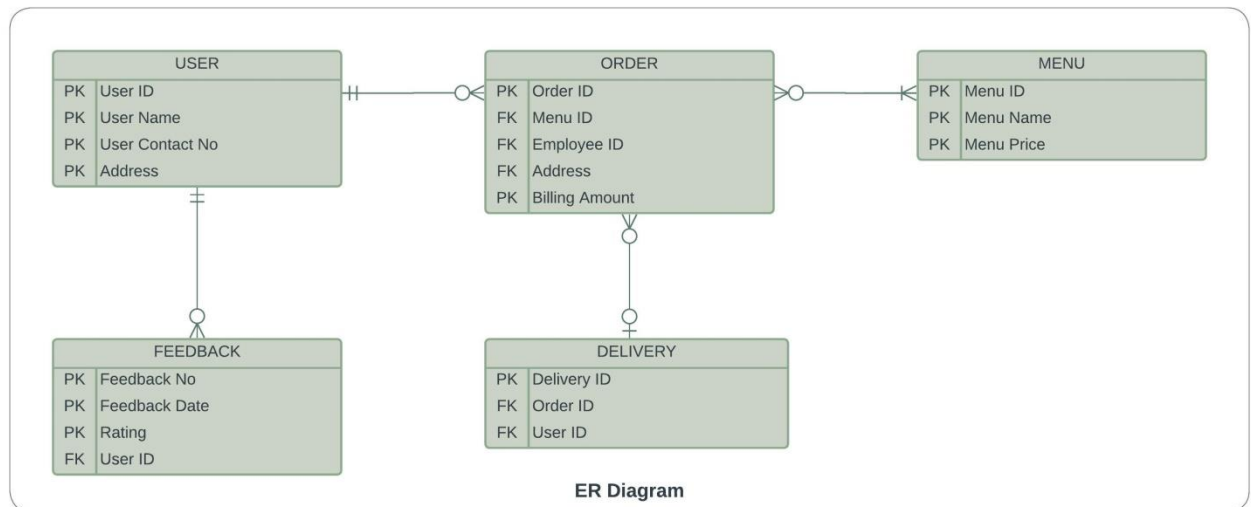 USER
PK User ID
PK User Name
PK User Contact No
PK Address
ORDER
PK Order ID
FK Menu ID
FK Employee ID
FK Address
PK Billing Amount
MENU
PK Menu ID
PK Menu Name
PK Menu Price
FEEDBACK
PK Feedback No
PK Feedback Date
PK Rating
FK User ID
DELIVERY
PK Delivery ID
FK Order ID
FK User ID
ER Diagram